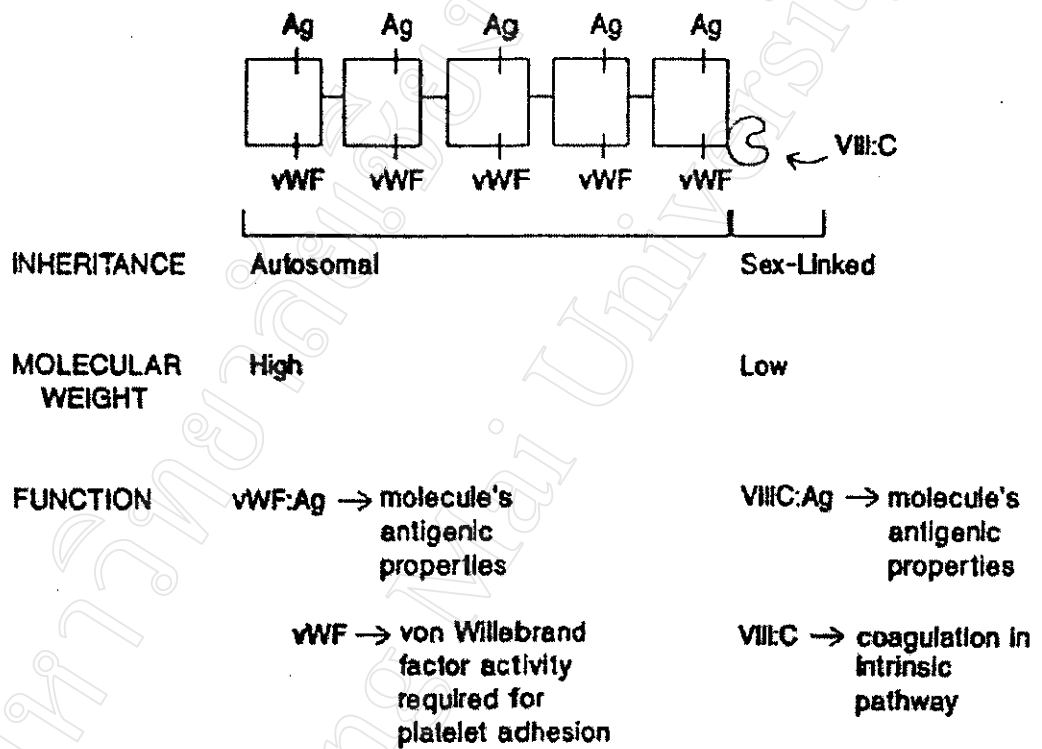 Ag Ag Ag Ag Ag
VIII:C
vWF vWF vWF vWF vWF
INHERITANCE Autosomal Sex-Linked
MOLECULAR WEIGHT High Low
FUNCTION vWF:Ag → molecule's antigenic properties VIIIC:Ag → molecule's antigenic properties
vWF → von Willebrand factor activity required for platelet adhesion VIII:C → coagulation in intrinsic pathway